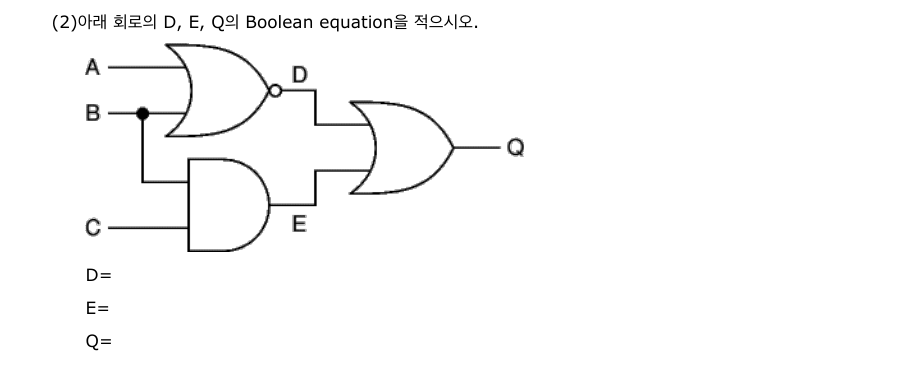 (2)아래 회로의 D, E, Q의 Boolean equation을 적으시오.
A
D
B
Q
C
E
D=
E=
Q=